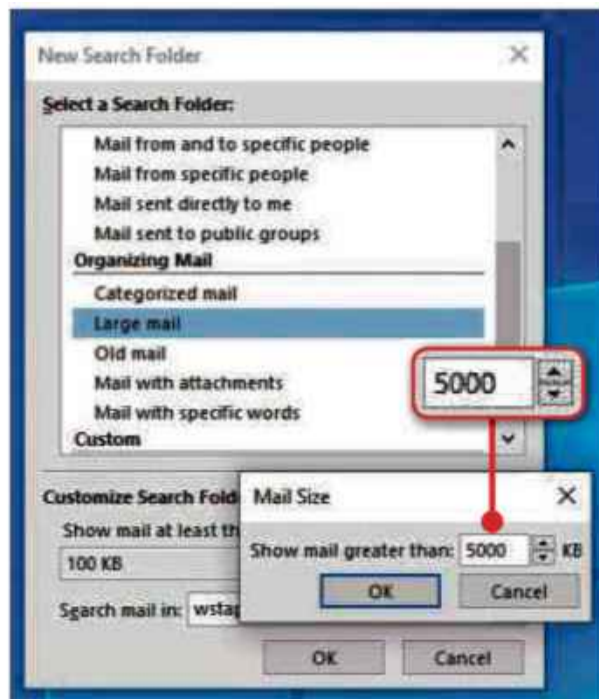 New Search Folder
Select a Search Folder:
Mail from and to specific people
Mail from specific people
Mail sent directly to me
Mail sent to public groups
Organizing Mail
Categorized mail
Large mail
Old mail
Mail with attachments
Mail with specific words
Custom
5000
Customize Search
Show mail at least
100 KB
Search mail in:
OK Cancel
Mail Size
Show mail greater than: 5000 KB
OK Cancel